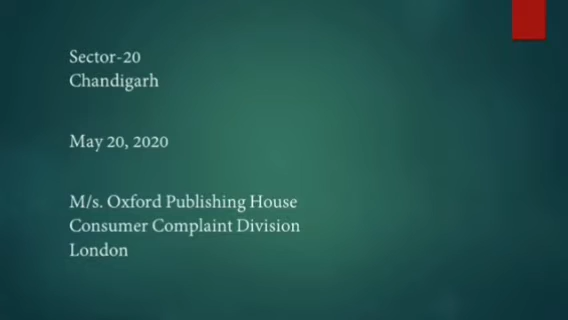 Sector-20
Chandigarh
May 20, 2020
M/s. Oxford Publishing House
Consumer Complaint Division
London